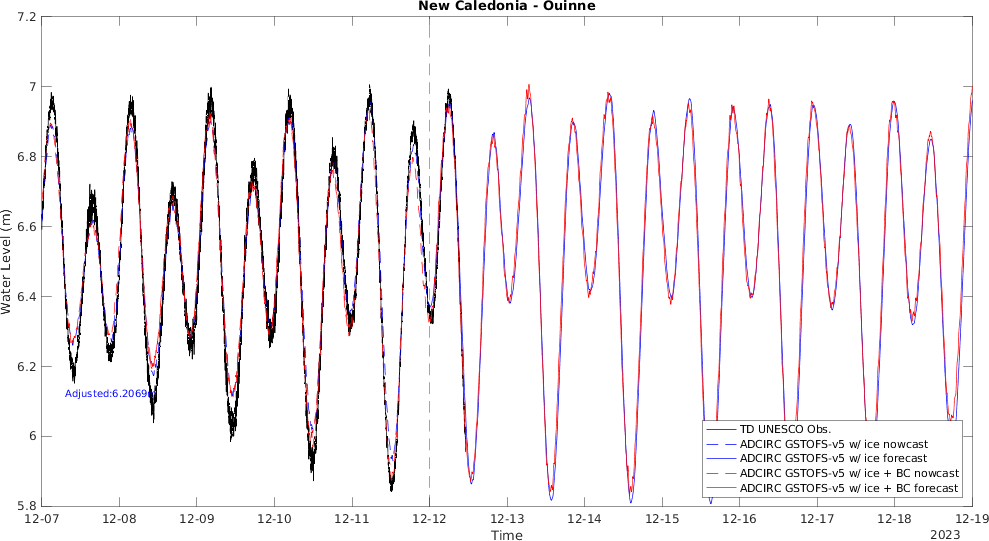 New Caledonia - Ouinne
7.2
7
6.8
6.6
6.4
6.2
6
5.8
Water Level (m)
Adjusted:6.2069
TD UNESCO Obs.
ADCIRC GSTOFS-v5 w/ ice nowcast
ADCIRC GSTOFS-v5 w/ ice forecast
ADCIRC GSTOFS-v5 w/ ice + BC nowcast
ADCIRC GSTOFS-v5 w/ ice + BC forecast
12-07 12-08 12-09 12-10 12-11 12-12 12-13 12-14 12-15 12-16 12-17 12-18 12-19
Time
2023